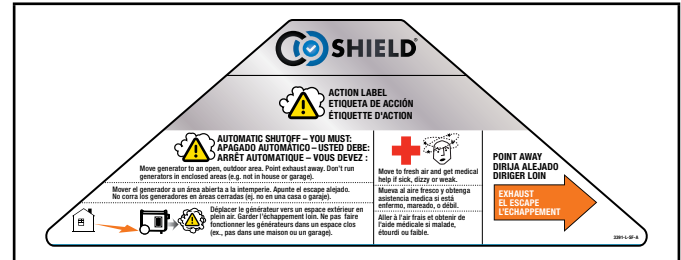 CO SHIELD®
ACTION LABEL
ETIQUETA DE ACCIÓN
ÉTIQUETTE D'ACTION
AUTOMATIC SHUTOFF – YOU MUST:
APAGADO AUTOMÁTICO – USTED DEBE:
ARRÊT AUTOMATIQUE – VOUS DEVEZ :
Move generator to an open, outdoor area. Point exhaust away. Don't run
generators in enclosed areas (e.g. not in house or garage).
Mover el generador a un área abierta a la intemperie. Apunte el escape alejado.
No corra los generadores en áreas cerradas (ej. no en una casa o garaje).
Déplacer le générateur vers un espace extérieur en
plein air. Garder l'échappement loin. Ne pas faire
fonctionner les générateurs dans un espace clos
(ex., pas dans une maison ou un garage).
Move to fresh air and get medical
help if sick, dizzy or weak.
Mueva al aire fresco y obtenga
asistencia medica si está
enfermo, mareado, o débil.
Aller à l'air frais et obtenir de
l'aide médicale si malade,
étourdi ou faible.
POINT AWAY
DIRIJA ALEJADO
DIRIGER LOIN
EXHAUST
EL ESCAPE
L'ECHAPPEMENT